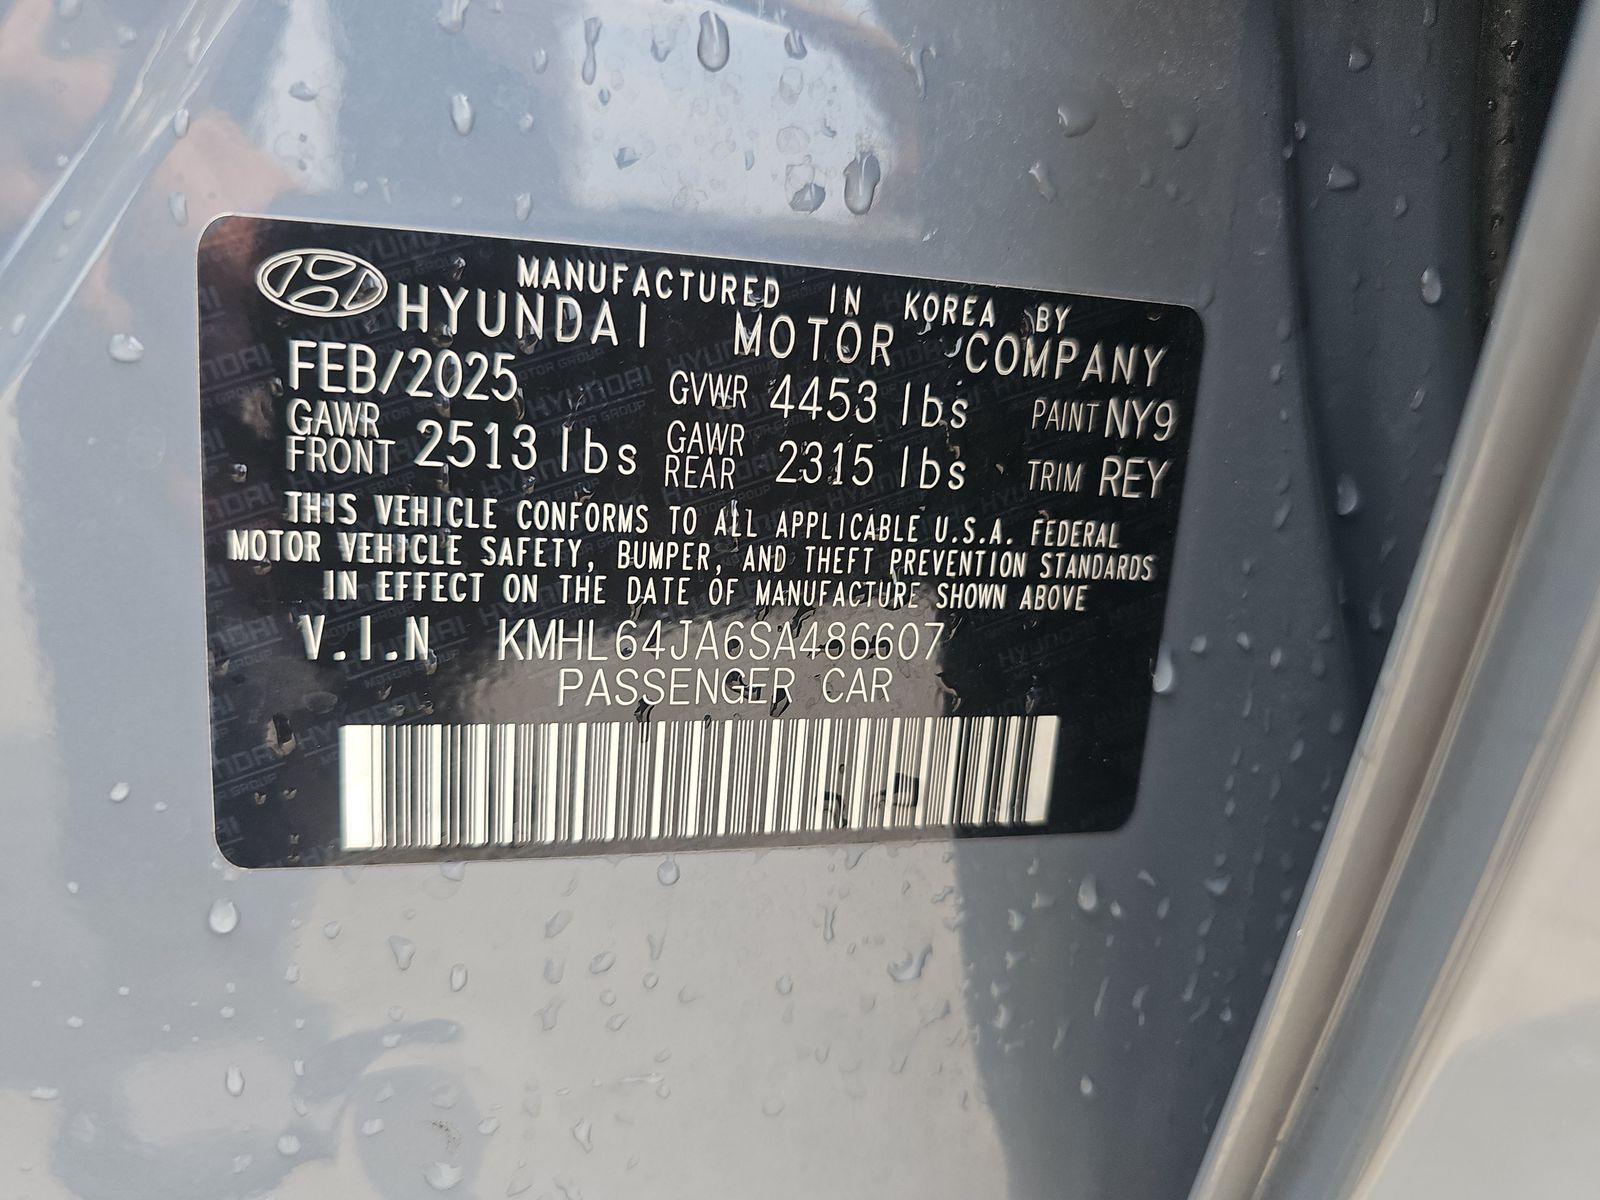 MANUFACTURED IN KOREA BY
HYUNDAI MOTOR COMPANY
FEB/2025 GVWR 4453 lbs PAINT NY9
GAWR FRONT 2513 lbs GAWR REAR 2315 lbs TRIM REY
THIS VEHICLE CONFORMS TO ALL APPLICABLE U.S.A. FEDERAL
MOTOR VEHICLE SAFETY, BUMPER, AND THEFT PREVENTION STANDARDS
IN EFFECT ON THE DATE OF MANUFACTURE SHOWN ABOVE
V.I.N KMHL64JA6SA486607
PASSENGER CAR